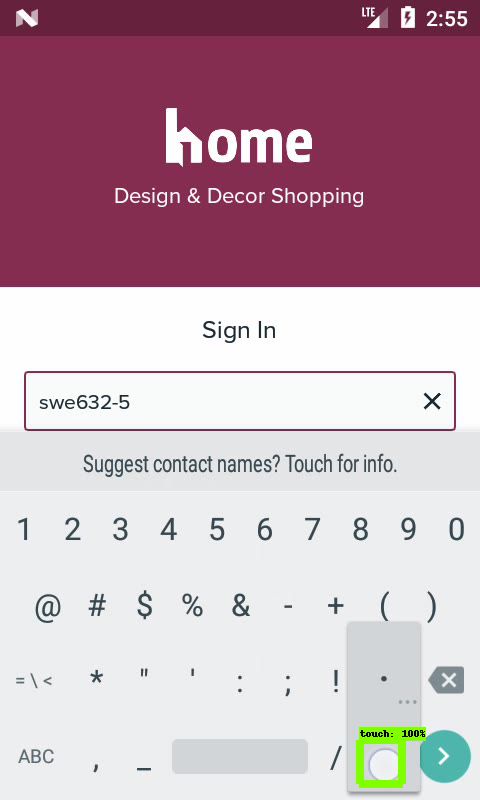 LTE 2:55
home
Design & Decor Shopping
Sign In
swe632-5
Suggest contact names? Touch for info.
1 2 3 4 5 6 7 8 9 0
@ # $ % & - + ( )
= \ < * " ' : ; ! .
touch: 100%
ABC , _ /